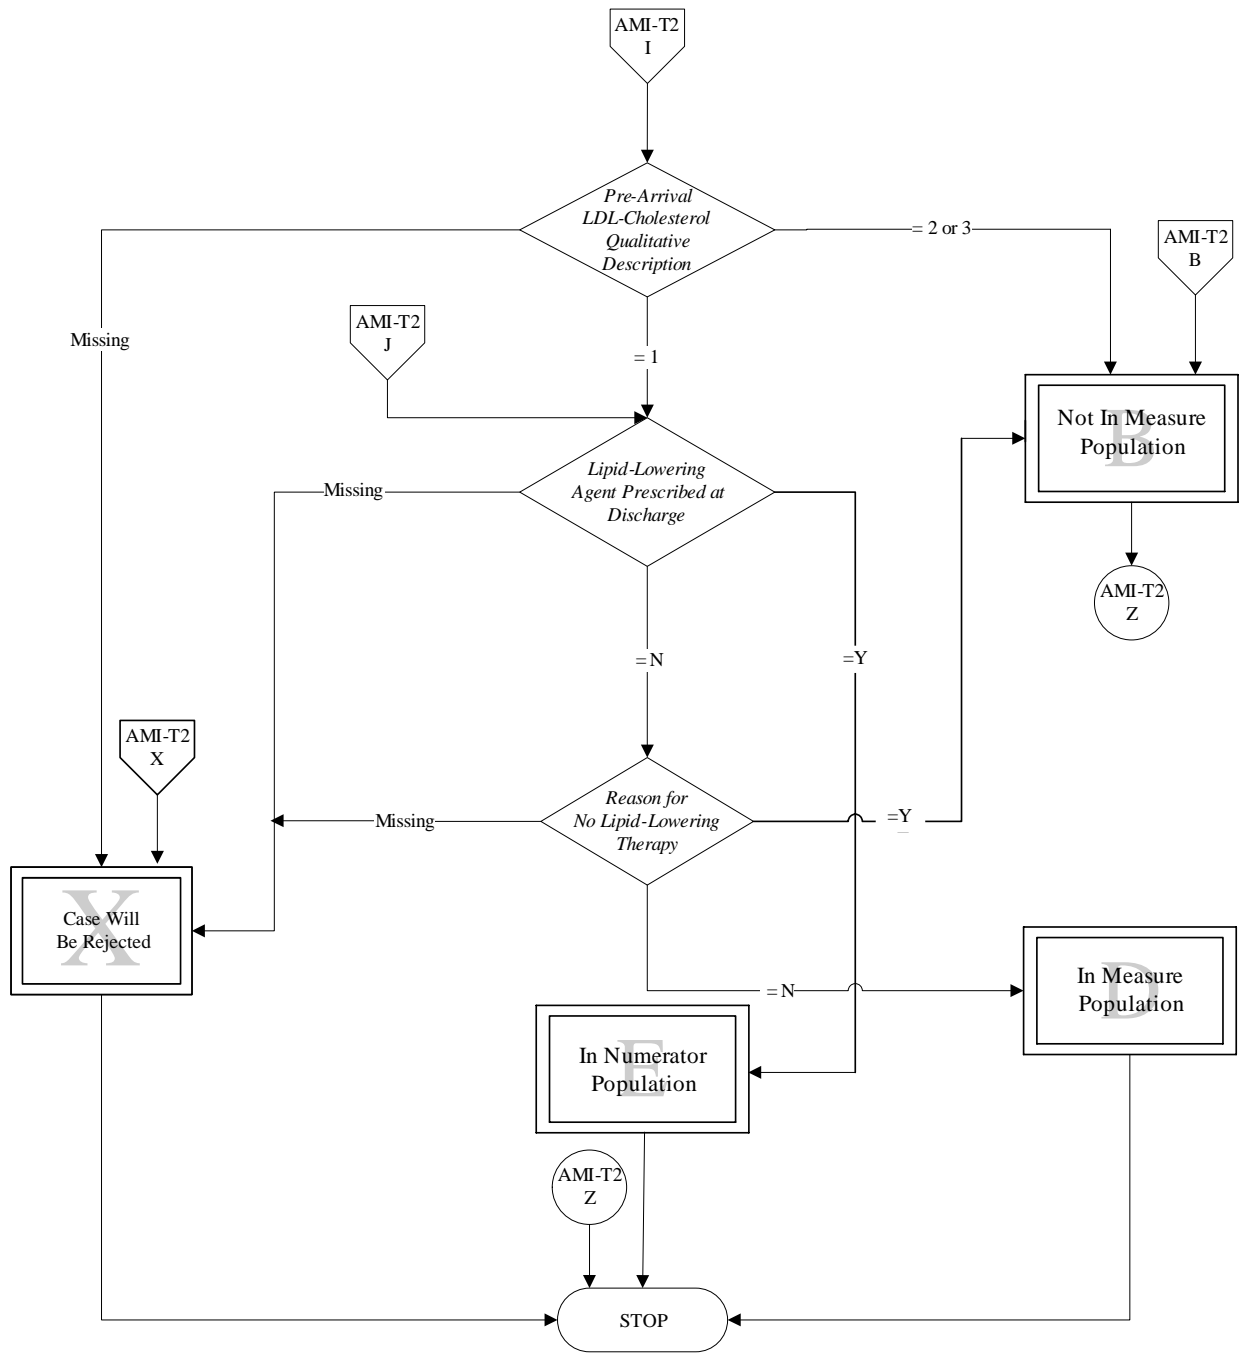 AMI-T2
I
Pre-Arrival
LDL-Cholesterol
Qualitative
Description
= 2 or 3
AMI-T2
B
Missing
AMI-T2
J
= 1
B
Not In Measure
Population
Lipid-Lowering
Agent Prescribed at
Discharge
Missing
AMI-T2
Z
= N
=Y
AMI-T2
X
Reason for
No Lipid-Lowering
Therapy
Missing
=Y
X
Case Will
Be Rejected
= N
D
In Measure
Population
E
In Numerator
Population
AMI-T2
Z
STOP